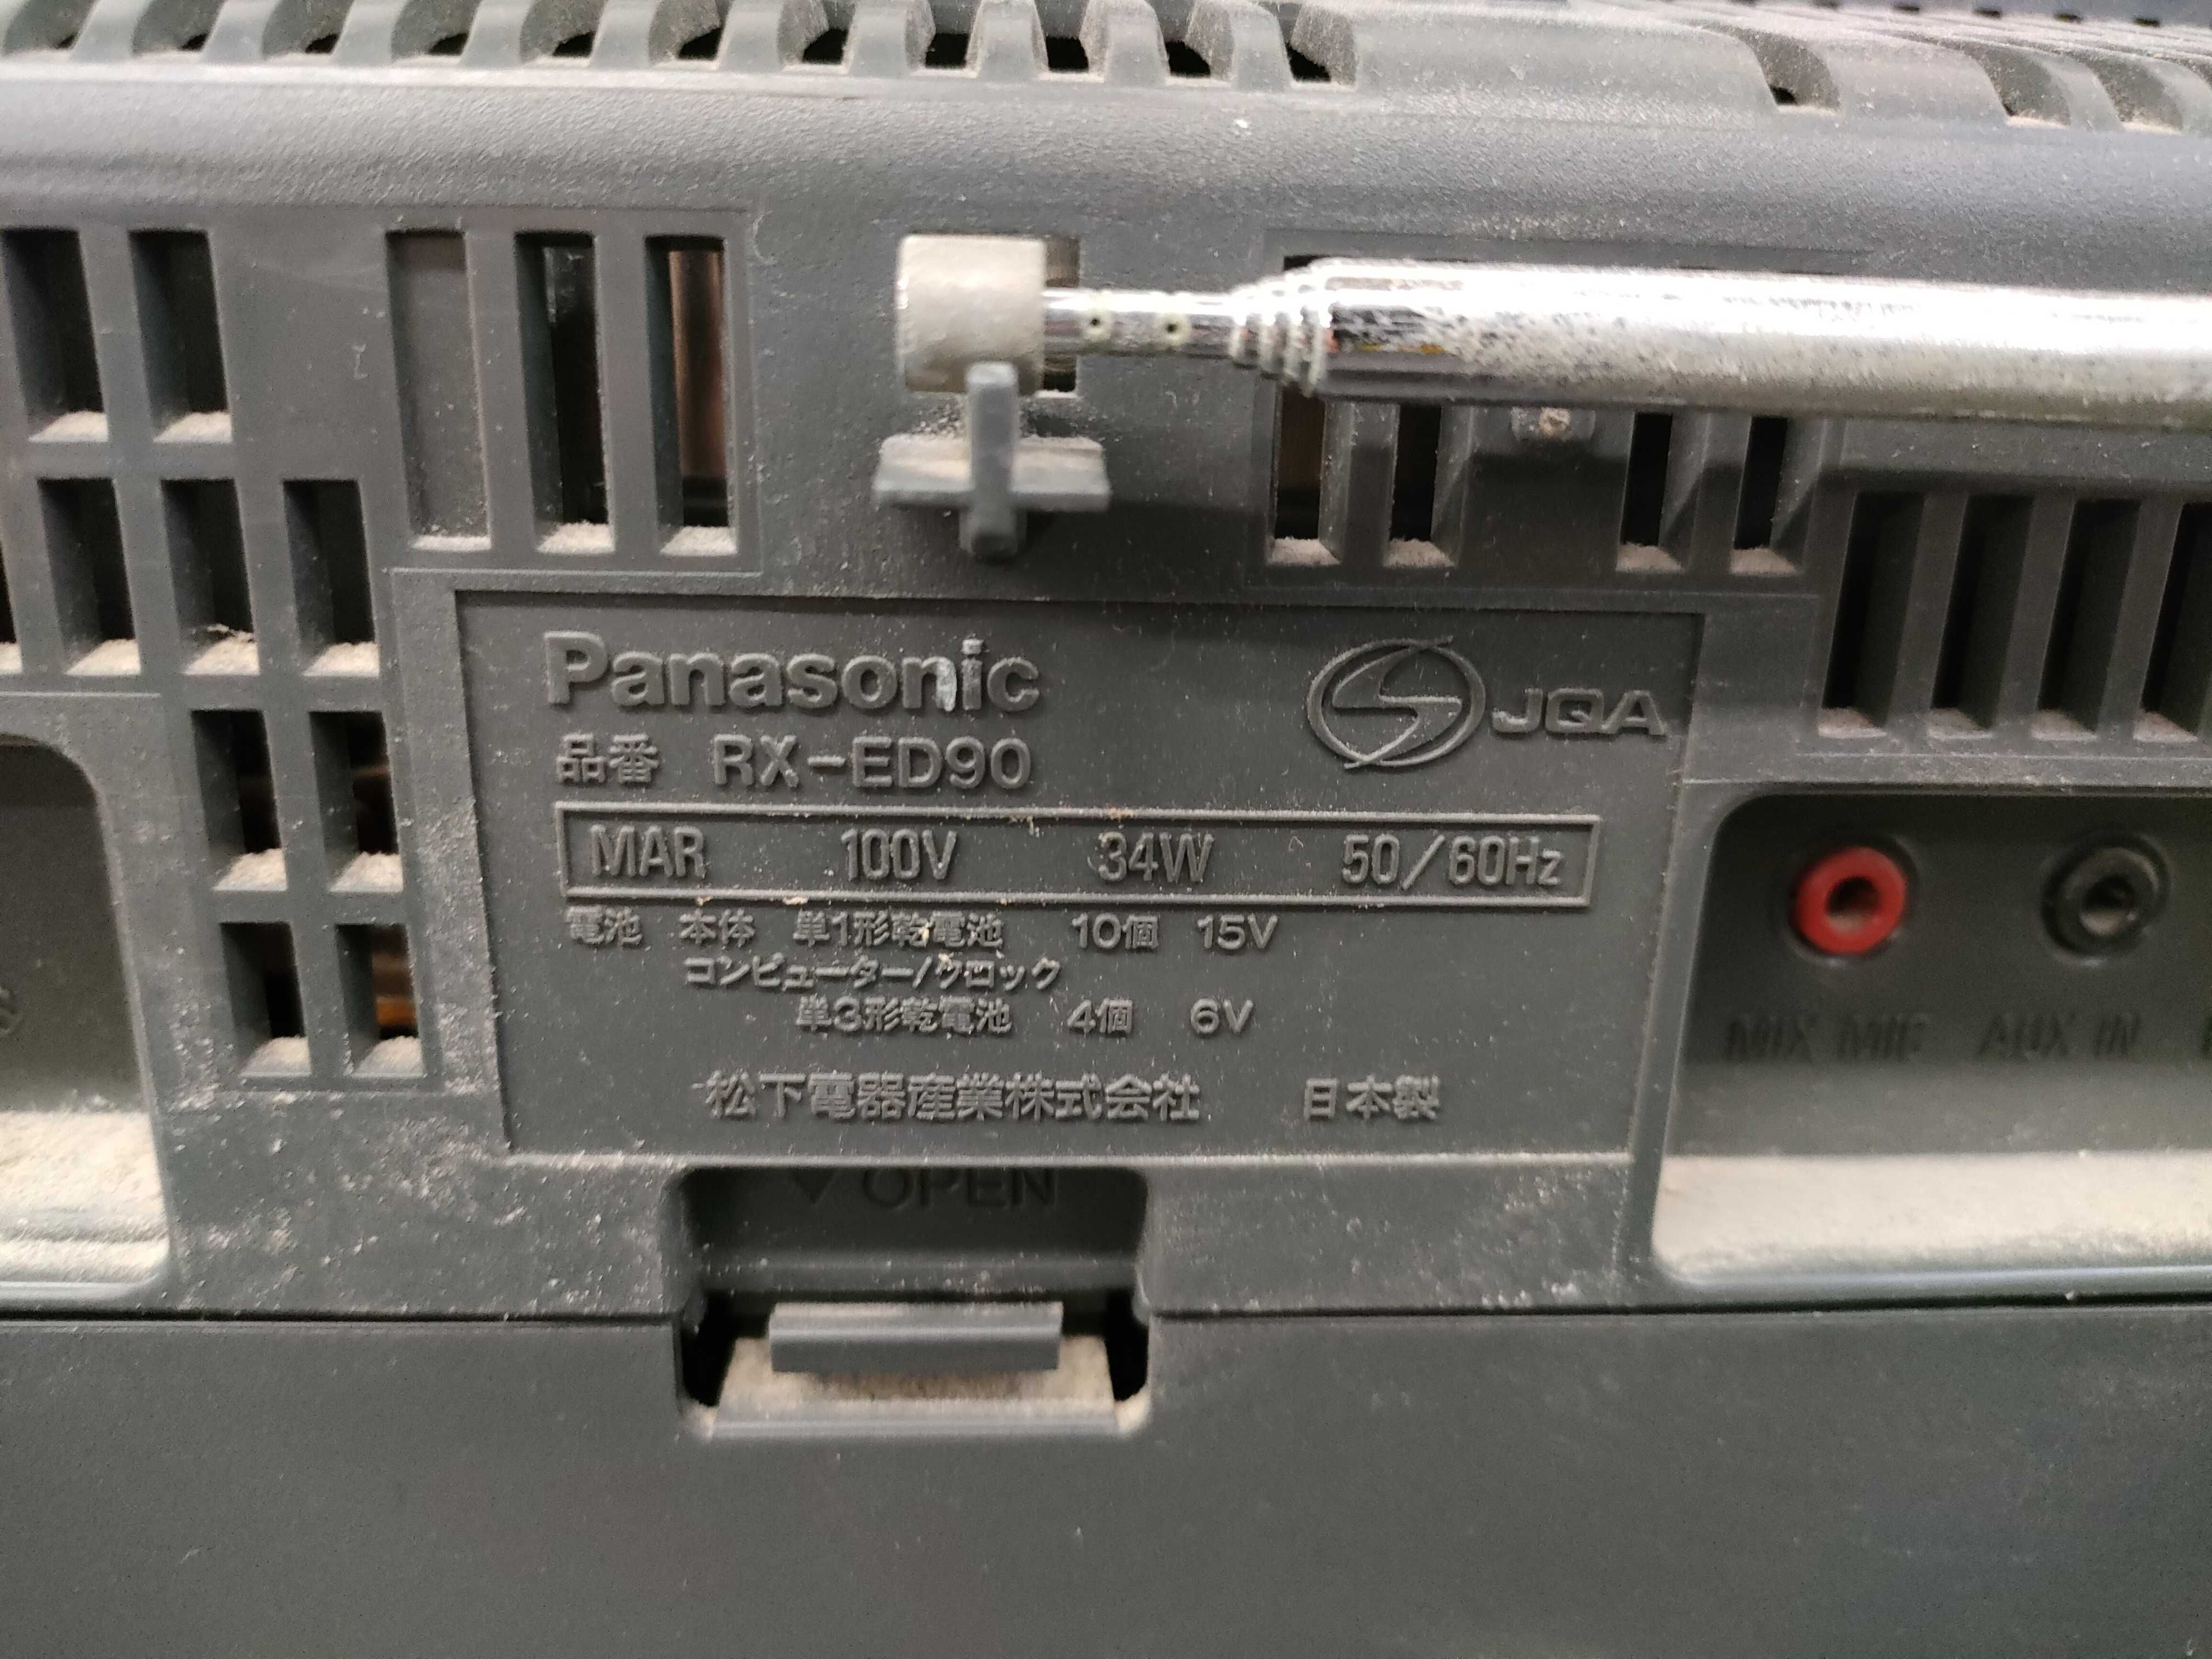 Panasonic
JQA
品番 RX-ED90
MAR 100V 34W 50/60Hz
電池 本体 単1形乾電池 10個 15V
コンピューター/クロック
単3形乾電池 4個 6V
松下電器産業株式会社 日本製
MIX MIC AUX IN
▼ OPEN